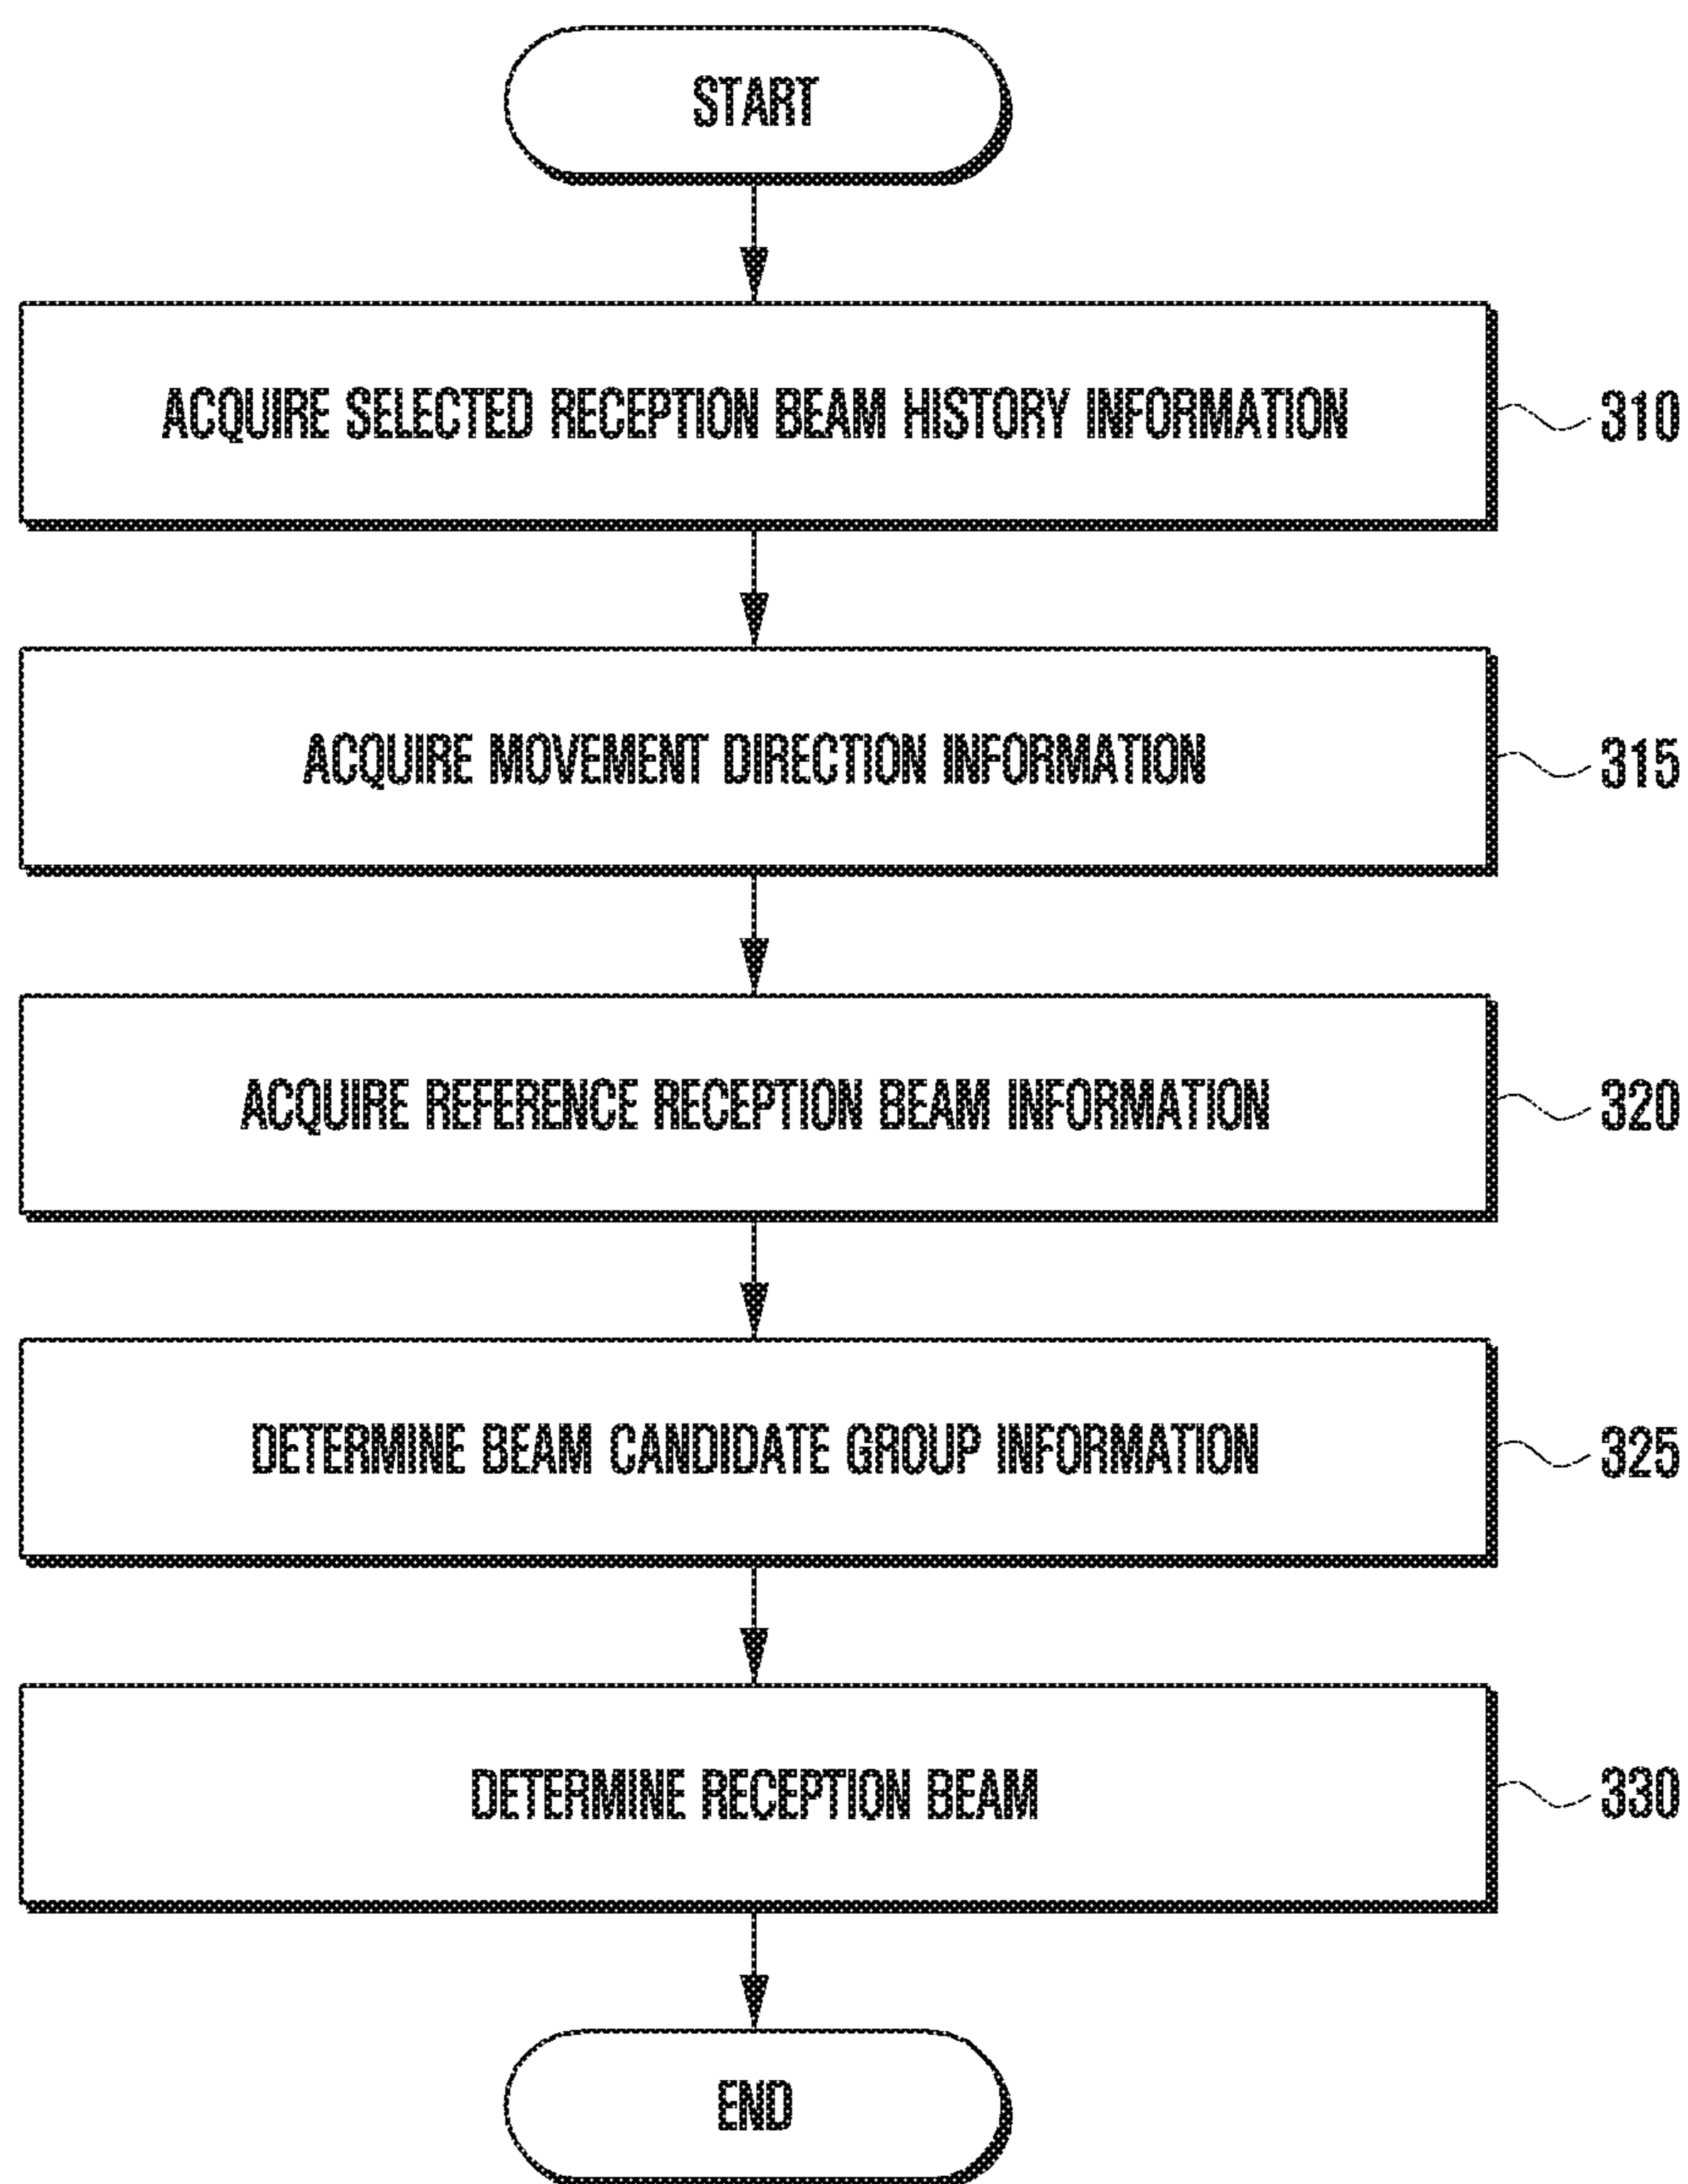 START
ACQUIRE SELECTED RECEPTION BEAM HISTORY INFORMATION
310
ACQUIRE MOVEMENT DIRECTION INFORMATION
315
ACQUIRE REFERENCE RECEPTION BEAM INFORMATION
320
DETERMINE BEAM CANDIDATE GROUP INFORMATION
325
DETERMINE RECEPTION BEAM
330
END